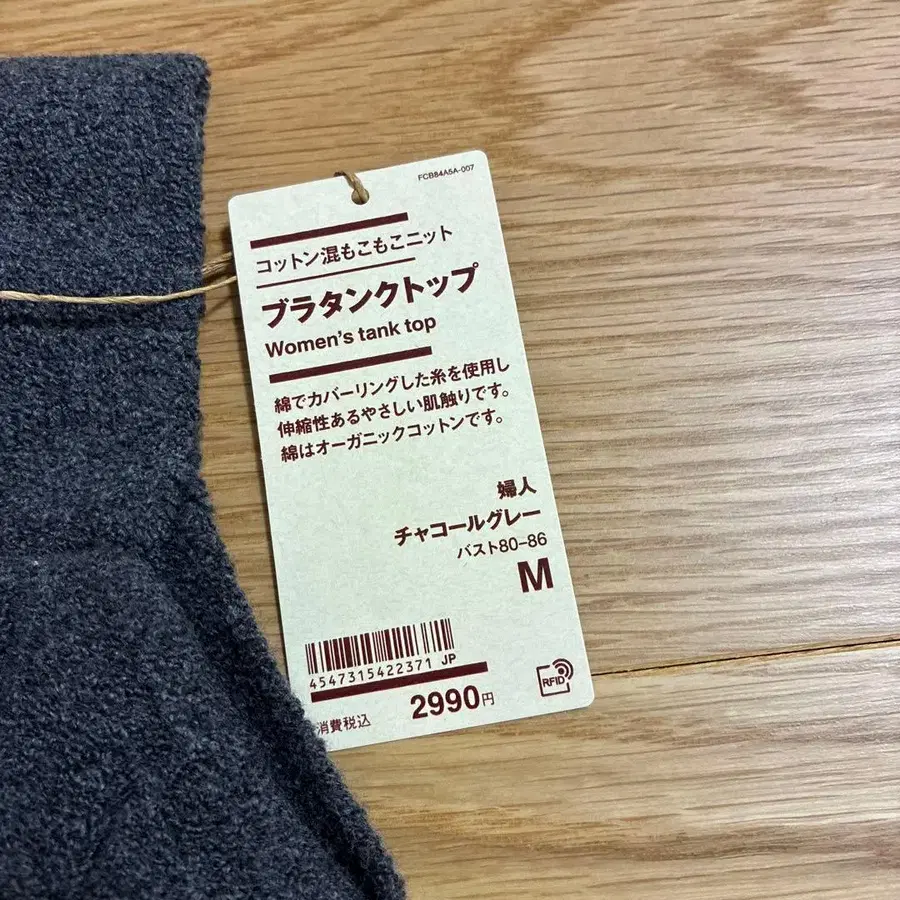 FCB84A5A-007
コットン混もこもこニット
ブラタンクトップ
Women's tank top
綿でカバーリングした糸を使用し
伸縮性あるやさしい肌触りです。
綿はオーガニックコットンです。
婦人
チャコールグレー
バスト80-86
M
4547315422371 JP
消費税込 2990円
RFID